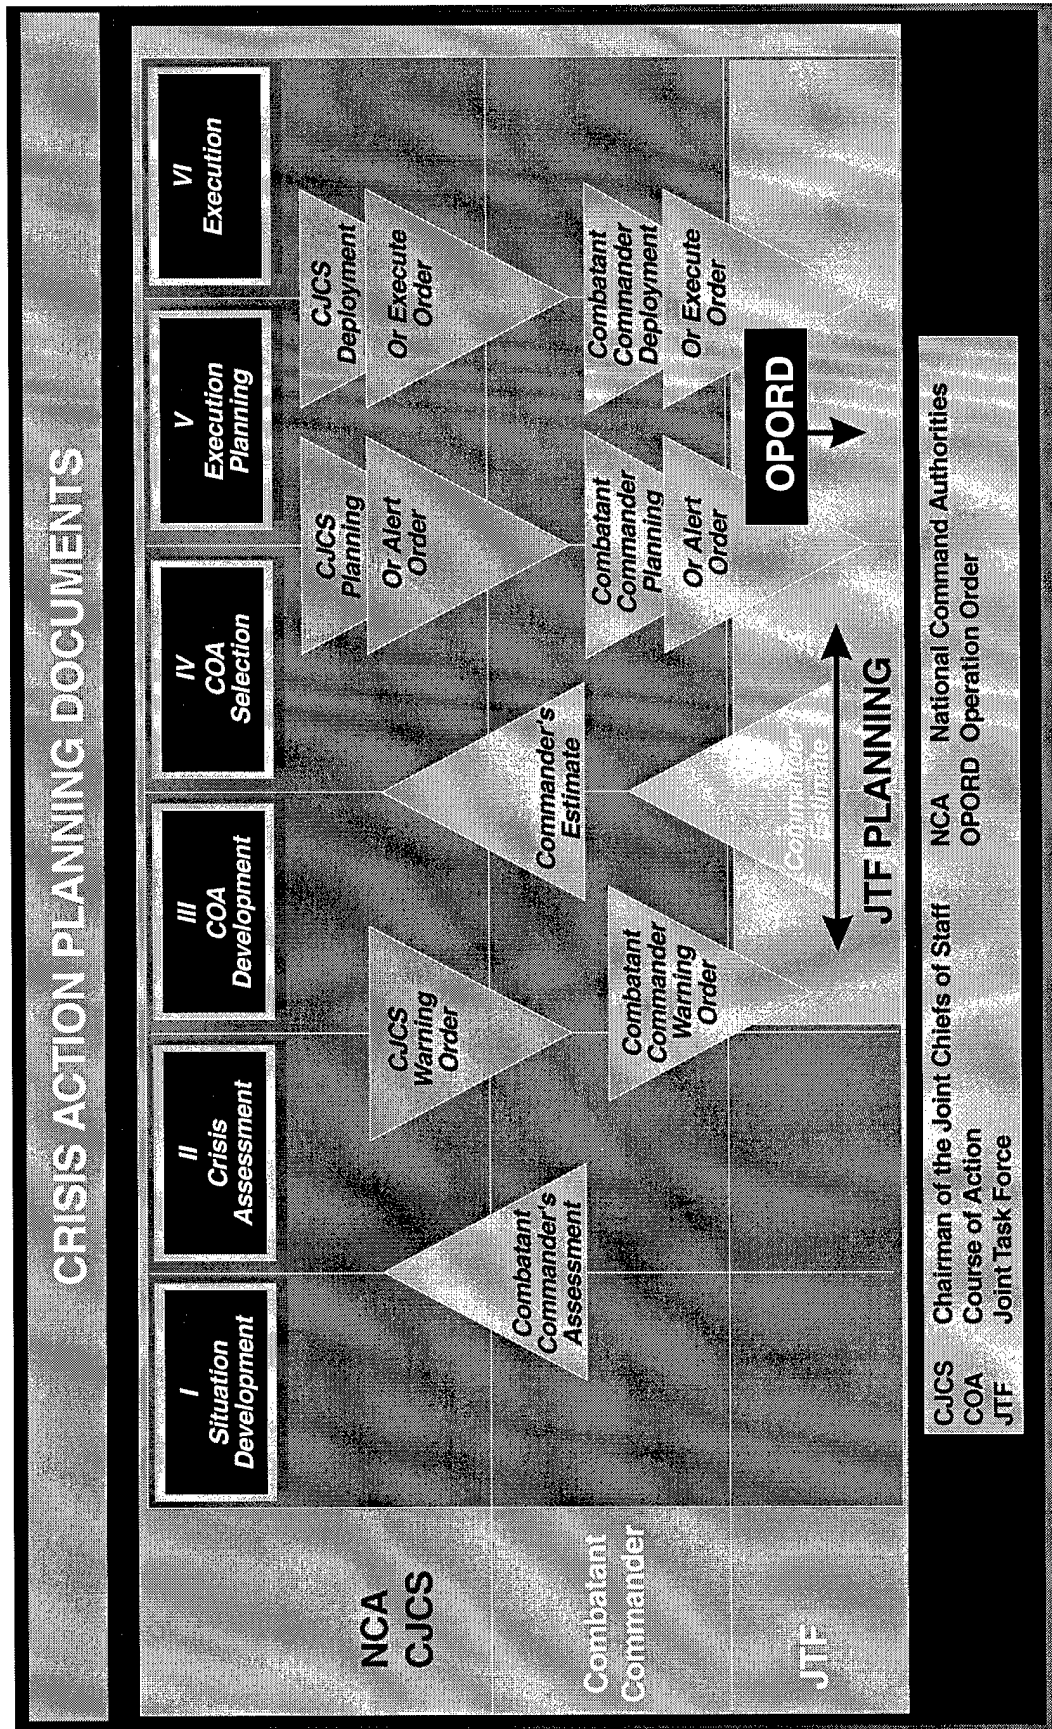 CRISIS ACTION PLANNING DOCUMENTS
I
Situation
Development
II
Crisis
Assessment
III
COA
Development
IV
COA
Selection
V
Execution
Planning
VI
Execution
NCA
CJCS
CJCS
Warning
Order
CJCS
Planning
Or Alert
Order
CJCS
Deployment
Or Execute
Order
Combatant
Commander
Combatant
Commander's
Assessment
Commander's
Estimate
Combatant
Commander
Warning
Order
Combatant
Commander
Planning
Or Alert
Order
Combatant
Commander
Deployment
Or Execute
Order
JTF
Commander
Estimate
OPORD
JTF PLANNING
CJCS Chairman of the Joint Chiefs of Staff
COA Course of Action
JTF Joint Task Force
NCA National Command Authorities
OPORD Operation Order